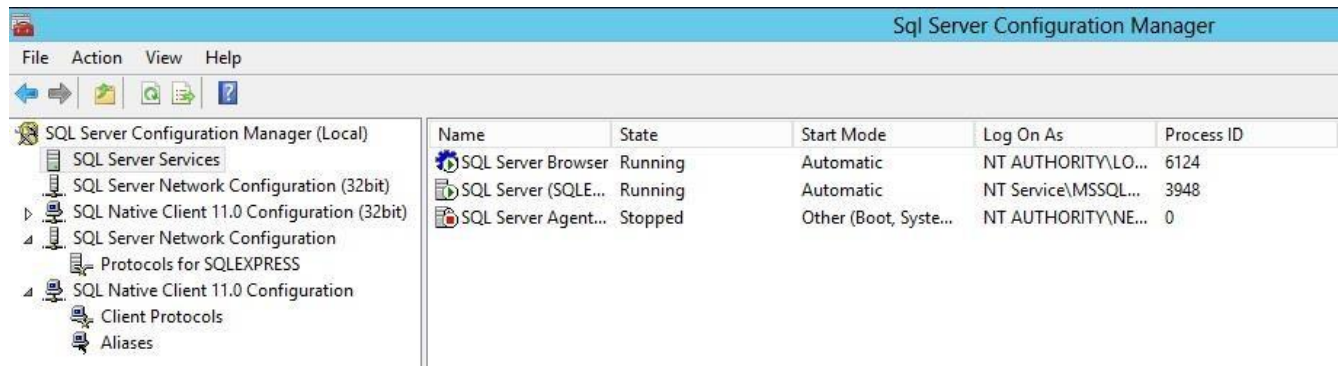 Sql Server Configuration Manager
File Action View Help
SQL Server Configuration Manager (Local)
SQL Server Services
SQL Server Network Configuration (32bit)
SQL Native Client 11.0 Configuration (32bit)
SQL Server Network Configuration
Protocols for SQLEXPRESS
SQL Native Client 11.0 Configuration
Client Protocols
Aliases
Name State Start Mode Log On As Process ID
SQL Server Browser Running Automatic NT AUTHORITY\LO... 6124
SQL Server (SQLE... Running Automatic NT Service\MSSQL... 3948
SQL Server Agent... Stopped Other (Boot, Syste... NT AUTHORITY\NE... 0